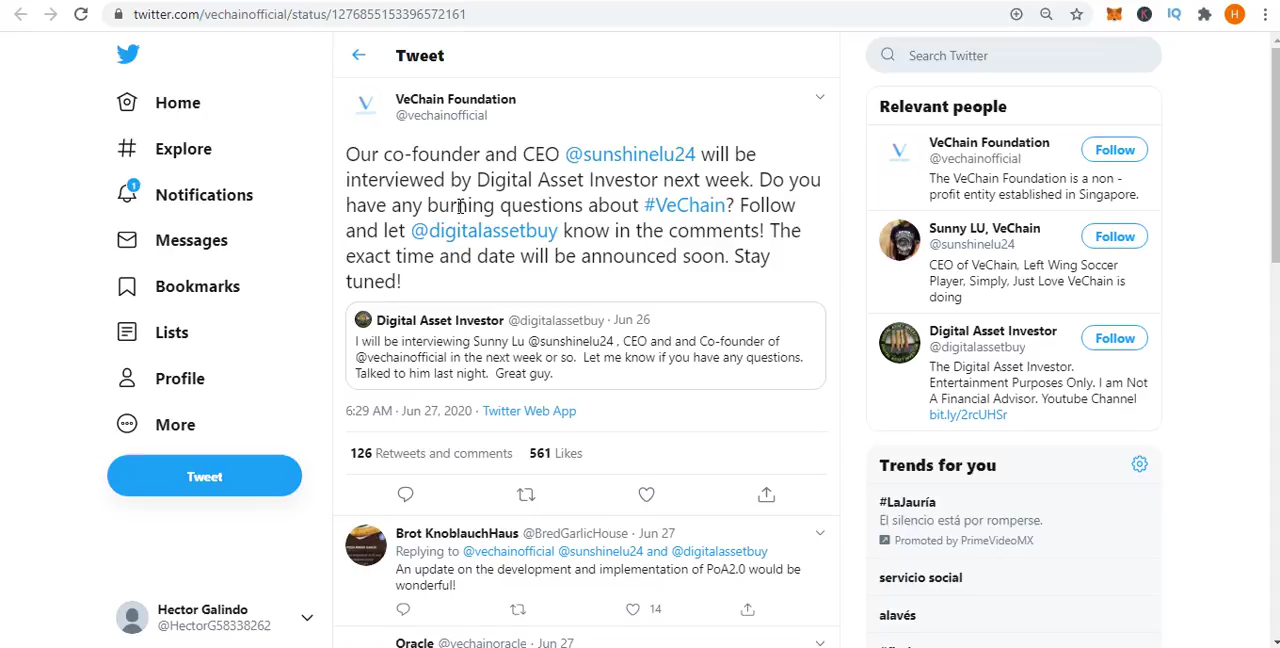 twitter.com/vechainofficial/status/1276855153396572161
IQ
H
Home
Explore
1
Notifications
Messages
Bookmarks
Lists
Profile
More
Tweet
Hector Galindo
@HectorG58338262
Tweet
VeChain Foundation
@vechainofficial
Our co-founder and CEO @sunshinelu24 will be
interviewed by Digital Asset Investor next week. Do you
have any burning questions about #VeChain? Follow
and let @digitalassetbuy know in the comments! The
exact time and date will be announced soon. Stay
tuned!
Digital Asset Investor @digitalassetbuy · Jun 26
I will be interviewing Sunny Lu @sunshinelu24 , CEO and and Co-founder of
@vechainofficial in the next week or so. Let me know if you have any questions.
Talked to him last night. Great guy.
6:29 AM · Jun 27, 2020 · Twitter Web App
126 Retweets and comments 561 Likes
Brot KnoblauchHaus @BredGarlicHouse · Jun 27
Replying to @vechainofficial @sunshinelu24 and @digitalassetbuy
An update on the development and implementation of PoA2.0 would be
wonderful!
14
Oracle @vechainoracle · Jun 27
Search Twitter
Relevant people
VeChain Foundation
@vechainofficial
Follow
The VeChain Foundation is a non -
profit entity established in Singapore.
Sunny LU, VeChain
@sunshinelu24
Follow
CEO of VeChain, Left Wing Soccer
Player, Simply, Just Love VeChain is
doing
Digital Asset Investor
@digitalassetbuy
Follow
The Digital Asset Investor.
Entertainment Purposes Only. I am Not
A Financial Advisor. Youtube Channel
bit.ly/2rcUHSr
Trends for you
#LaJauría
El silencio está por romperse.
Promoted by PrimeVideoMX
servicio social
alavés